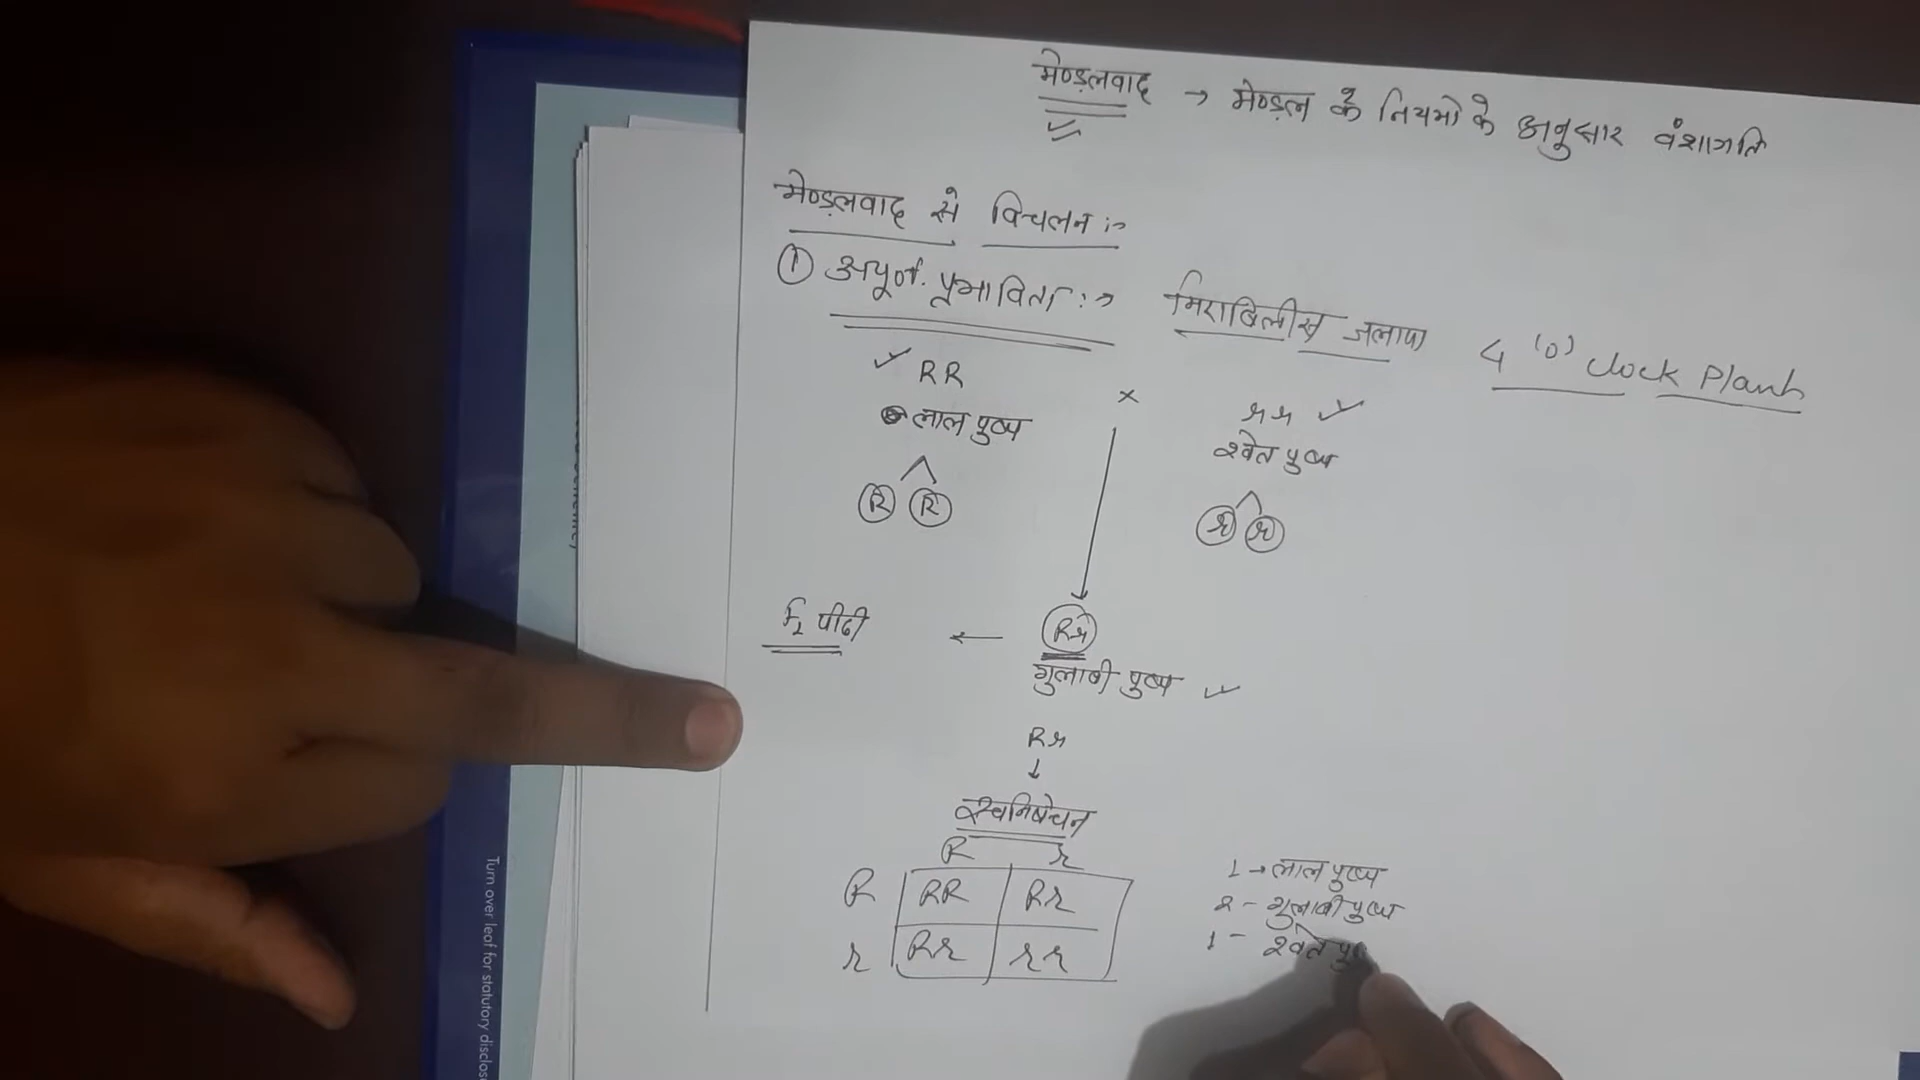 मेण्डलवाद → मेण्डल के नियमो के अनुसार वंशागति
मेण्डलवाद से विचलन :→
① अपूर्ण प्रभाविता :→ मिराबिलीस जलापा 4 'O' Clock Plant
RR × rr
लाल पुष्प श्वेत पुष्प
R R r r
F2 पीढी ← Rr
गुलाबी पुष्प
Rr
↓
स्वनिषेचन
R r
R RR Rr
r Rr rr
1 → लाल पुष्प
2 - गुलाबी पुष्प
1 - श्वेत पु
Turn over leaf for statutory disclos